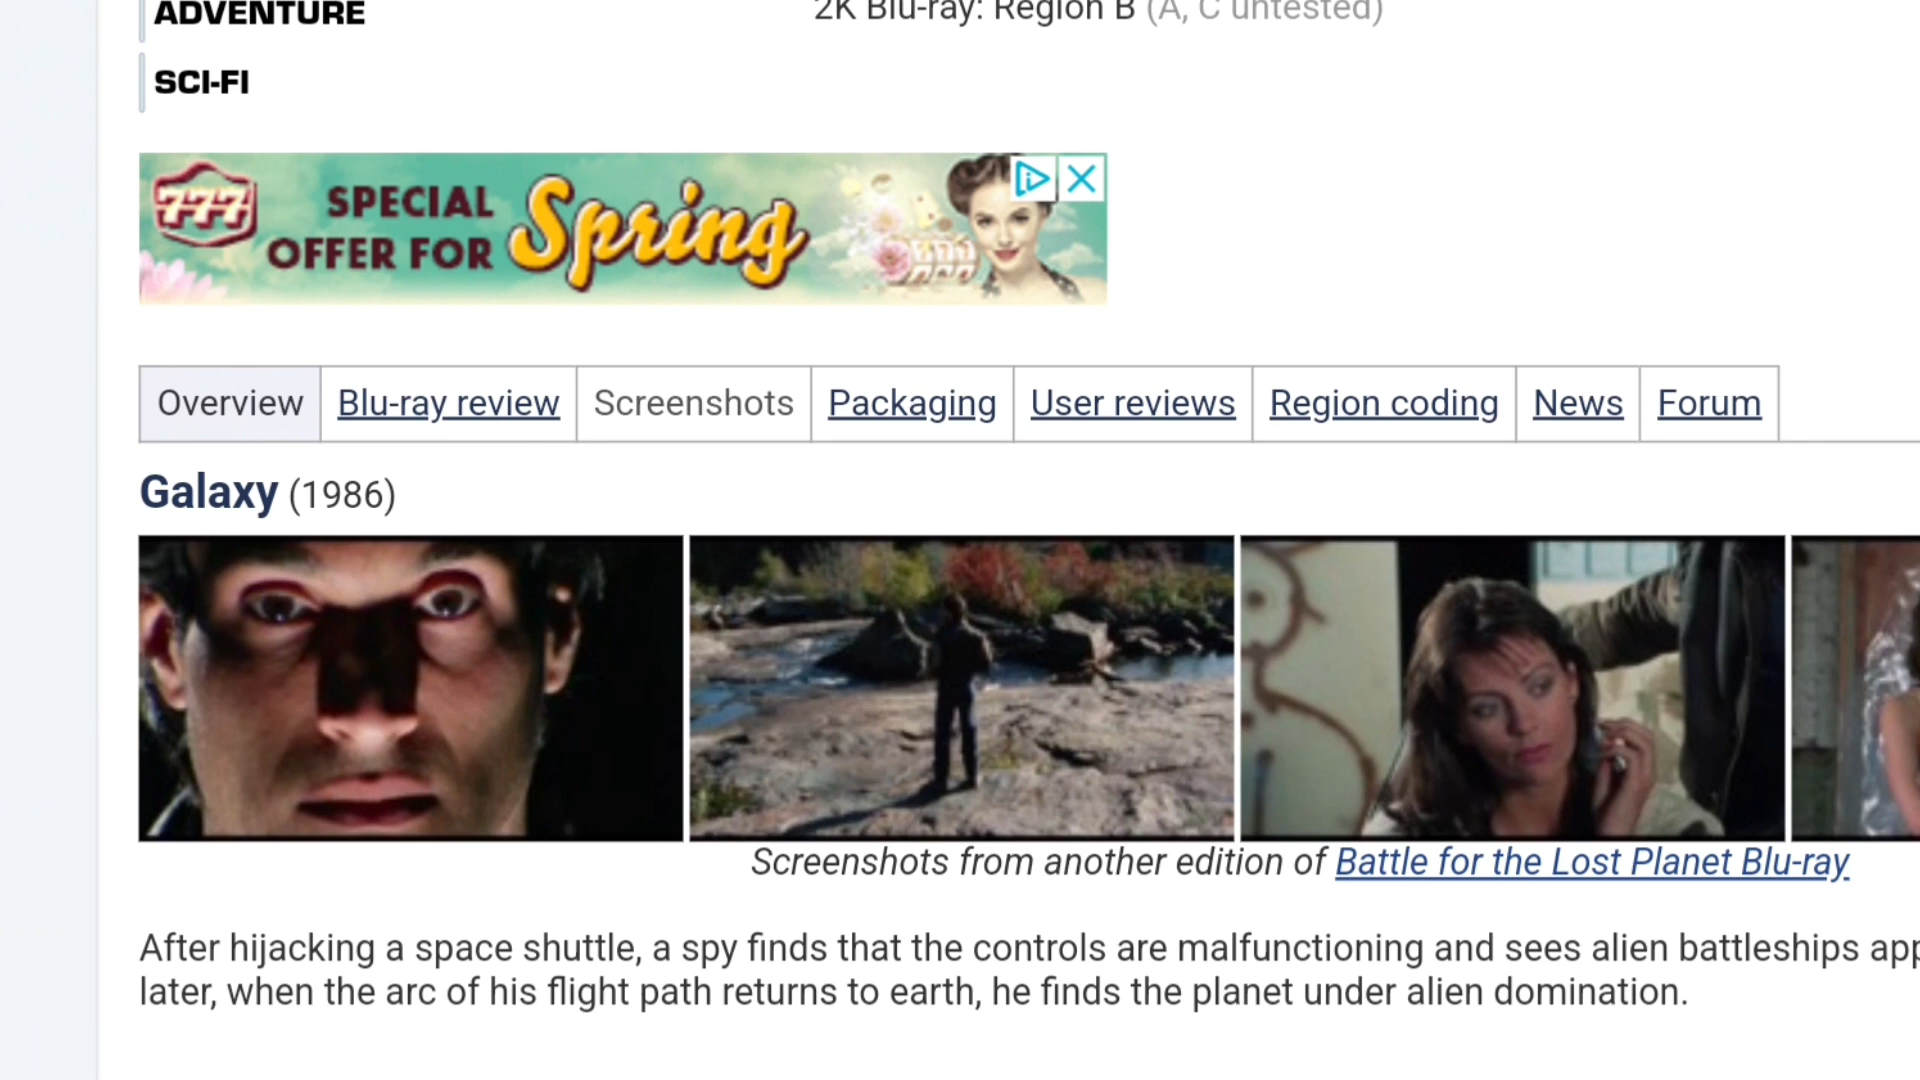 ADVENTURE
2K Blu-ray: Region B (A, C untested)
SCI-FI
777
SPECIAL
OFFER FOR
Spring
Overview
Blu-ray review
Screenshots
Packaging
User reviews
Region coding
News
Forum
Galaxy (1986)
Screenshots from another edition of Battle for the Lost Planet Blu-ray
After hijacking a space shuttle, a spy finds that the controls are malfunctioning and sees alien battleships app
later, when the arc of his flight path returns to earth, he finds the planet under alien domination.